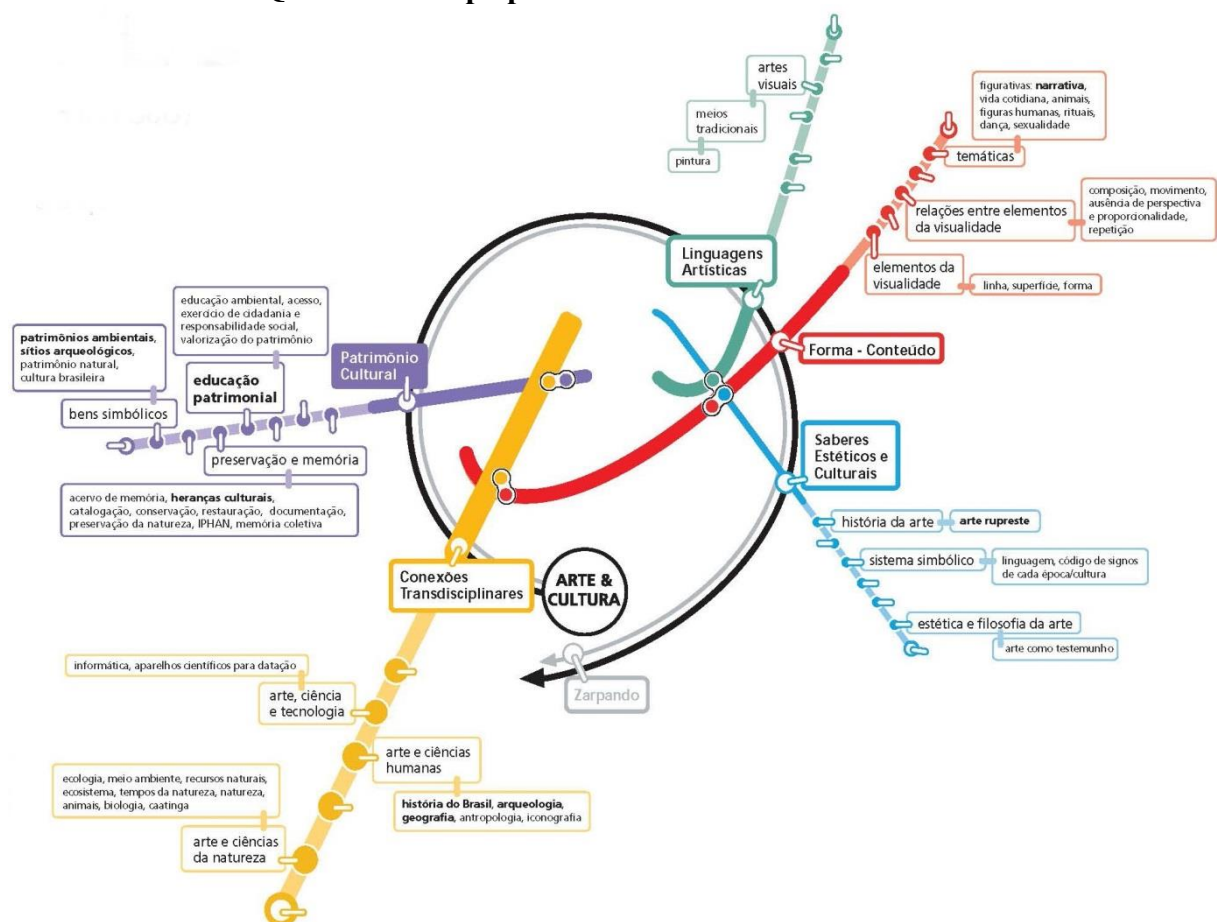 artes
visuais
meios
tradicionais
pintura
Linguagens
Artísticas
figurativas: narrativa,
vida cotidiana, animais,
figuras humanas, rituais,
dança, sexualidade
temáticas
composição, movimento,
ausência de perspectiva
e proporcionalidade,
repetição
relações entre elementos
da visualidade
elementos da
visualidade
linha, superfície, forma
Forma - Conteúdo
educação ambiental, acesso,
exercício de cidadania e
responsabilidade social,
valorização do patrimônio
patrimônios ambientais,
sítios arqueológicos,
patrimônio natural,
cultura brasileira
Patrimônio
Cultural
educação
patrimonial
bens simbólicos
preservação e memória
acervo de memória, heranças culturais,
catalogação, conservação, restauração, documentação,
preservação da natureza, IPHAN, memória coletiva
Saberes
Estéticos e
Culturais
história da arte
arte rupreste
sistema simbólico
linguagem, código de signos
de cada época/cultura
estética e filosofia da arte
arte como testemunho
Conexões
Transdisciplinares
ARTE &
CULTURA
Zarpando
informática, aparelhos científicos para datação
arte, ciência
e tecnologia
arte e ciências
humanas
história do Brasil, arqueologia,
geografia, antropologia, iconografia
ecologia, meio ambiente, recursos naturais,
ecosistema, tempos da natureza, natureza,
animais, biologia, caatinga
arte e ciências
da natureza